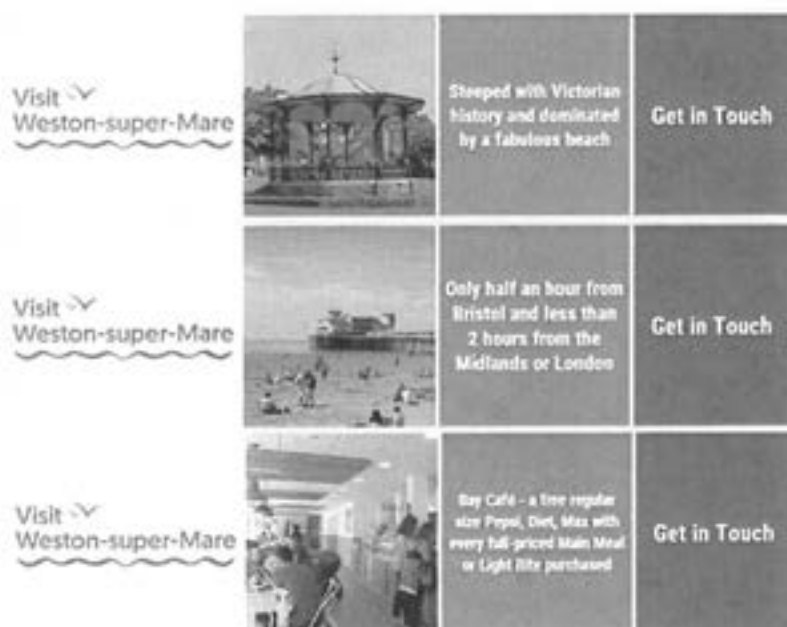 Visit
Weston-super-Mare
Steeped with Victorian
history and dominated
by a fabulous beach
Get in Touch
Visit
Weston-super-Mare
Only half an hour from
Bristol and less than
2 hours from the
Midlands or London
Get in Touch
Visit
Weston-super-Mare
Bay Café - a free regular
size Pepsi, Diet, Max with
every full-priced Main Meal
or Light Bite purchased
Get in Touch